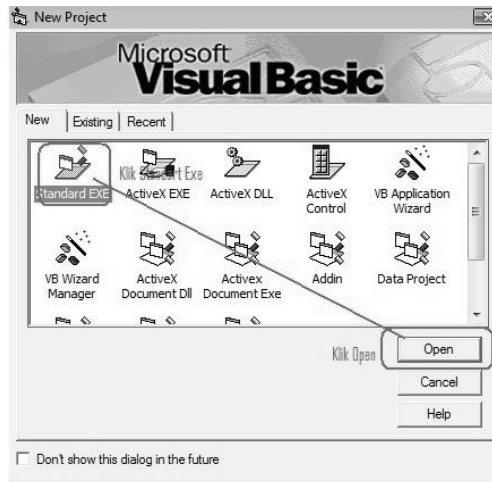 New Project
Microsoft
Visual Basic
New Existing Recent
Klik Exe
Standard EXE ActiveX EXE ActiveX DLL ActiveX Control VB Application Wizard
VB Wizard Manager ActiveX Document Dll Activex Document Exe Addin Data Project
Klik Open
Open
Cancel
Help
Don't show this dialog in the future